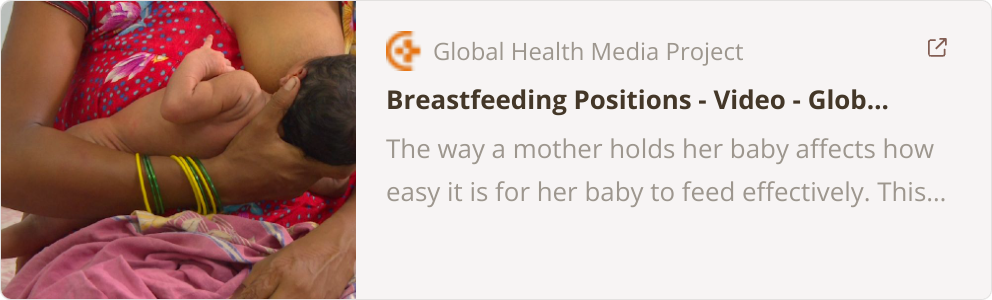 Global Health Media Project
Breastfeeding Positions - Video - Glob...
The way a mother holds her baby affects how
easy it is for her baby to feed effectively. This...